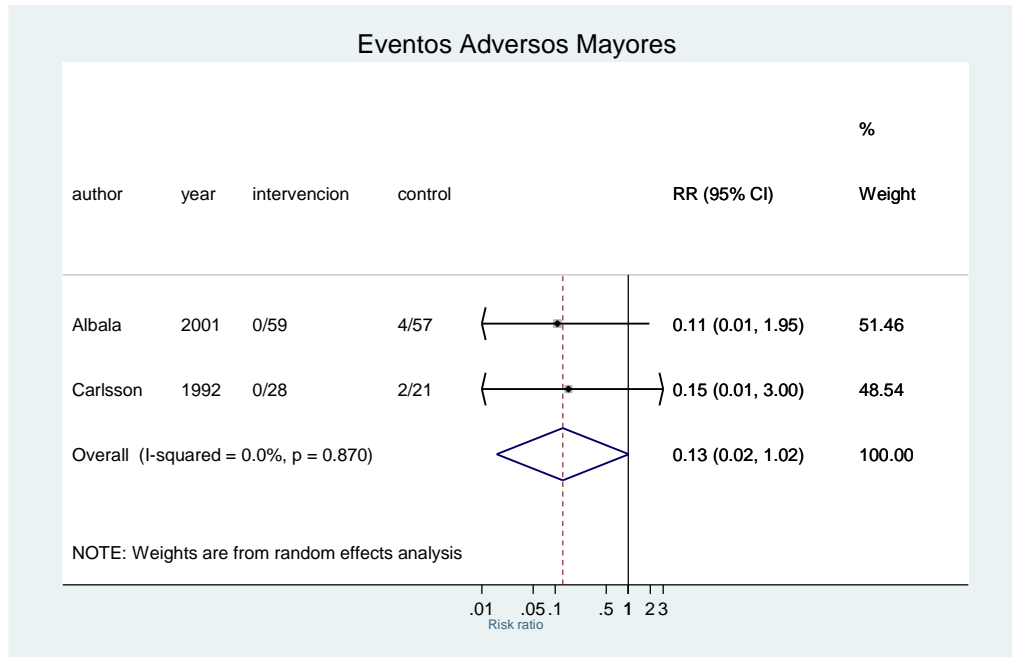 Eventos Adversos Mayores
%
author year intervencion control RR (95% CI) Weight
Albala 2001 0/59 4/57 0.11 (0.01, 1.95) 51.46
Carlsson 1992 0/28 2/21 0.15 (0.01, 3.00) 48.54
Overall (I-squared = 0.0%, p = 0.870) 0.13 (0.02, 1.02) 100.00
NOTE: Weights are from random effects analysis
.01 .05 .1 .5 1 2 3
Risk ratio